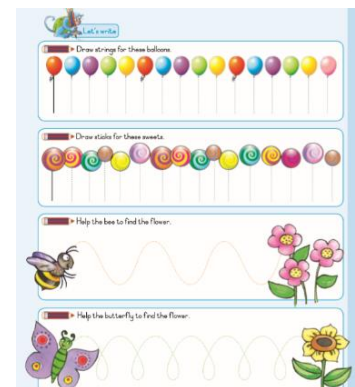 Let's write
Draw strings for these balloons.
Draw sticks for these sweets.
Help the bee to find the flower.
Help the butterfly to find the flower.